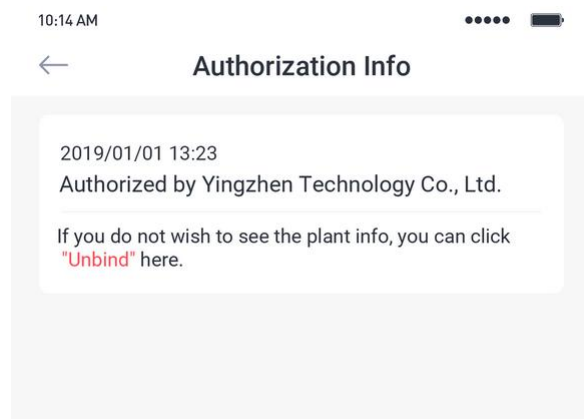 10:14 AM
Authorization Info
2019/01/01 13:23
Authorized by Yingzhen Technology Co., Ltd.
If you do not wish to see the plant info, you can click
"Unbind" here.